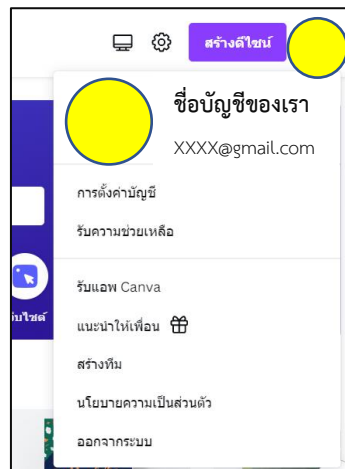 สร้างดีไซน์
ชื่อบัญชีของเรา
XXXX@gmail.com
การตั้งค่าบัญชี
รับความช่วยเหลือ
รับแอพ Canva
แนะนำให้เพื่อน
สร้างทีม
นโยบายความเป็นส่วนตัว
ออกจากระบบ